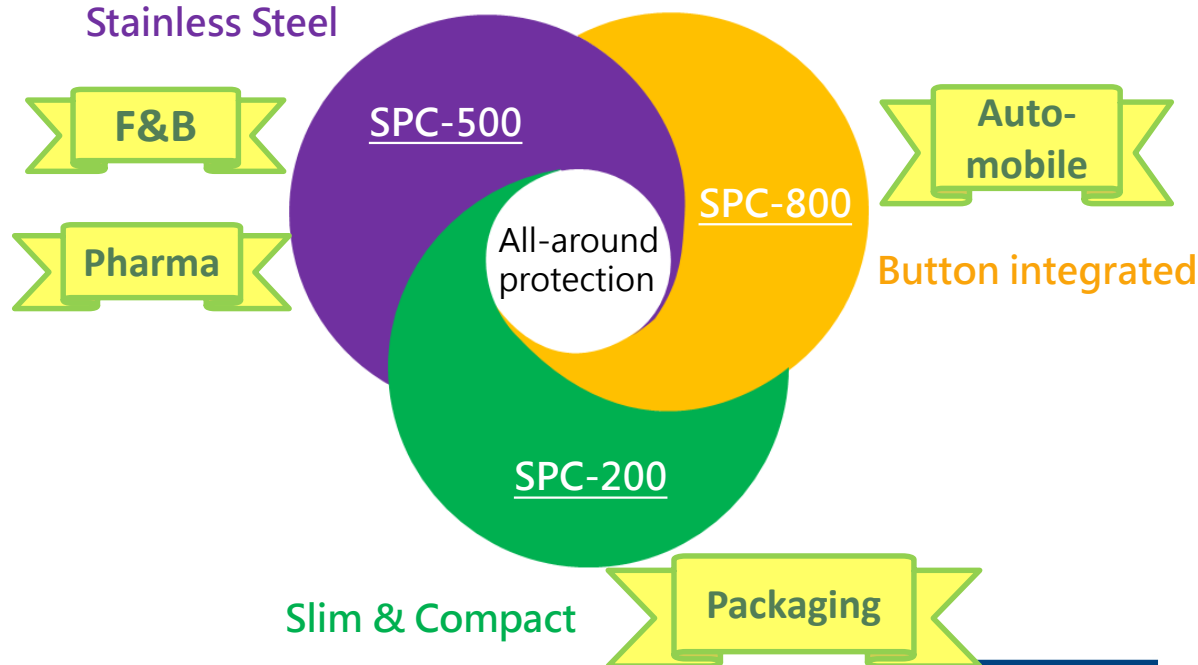 Stainless Steel
F&B
SPC-500
Auto-
mobile
SPC-800
Pharma
All-around
protection
Button integrated
SPC-200
Slim & Compact
Packaging